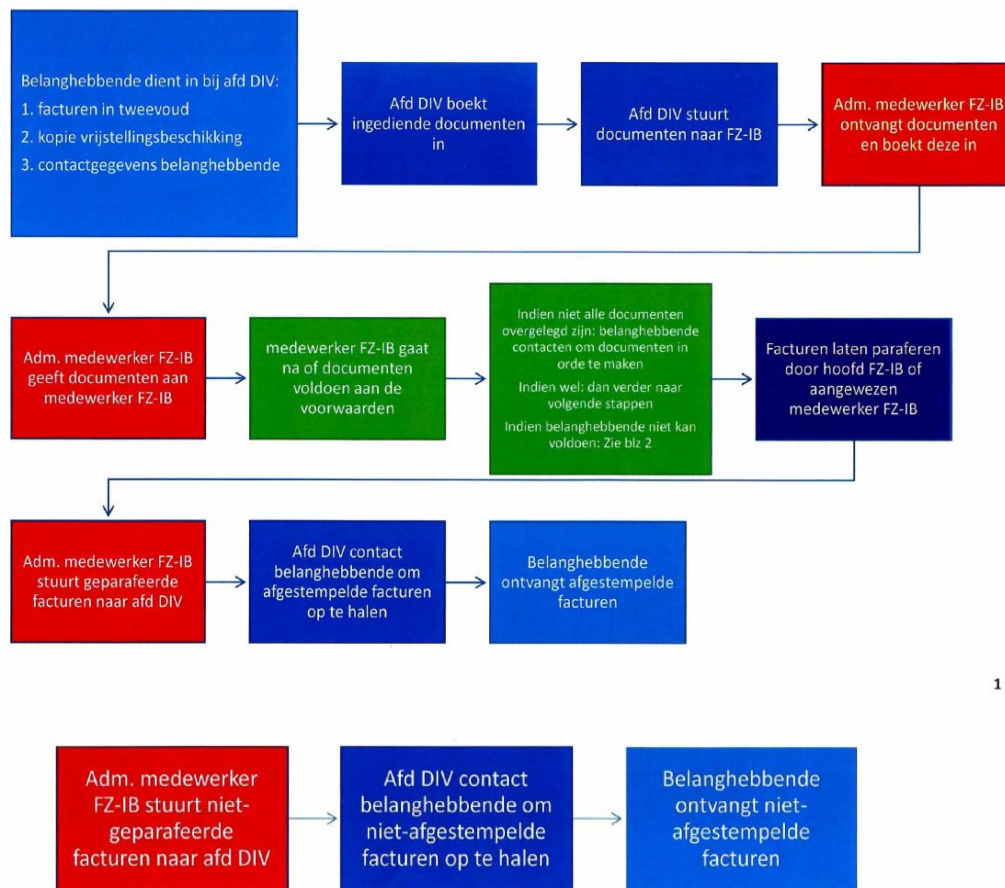 Belanghebbende dient in bij afd DIV:
1. facturen in tweevoud
2. kopie vrijstellingsbeschikking
3. contactgegevens belanghebbende
Afd DIV boekt
ingediende documenten
in
Afd DIV stuurt
documenten naar FZ-IB
Adm. medewerker FZ-IB
ontvangt documenten
en boekt deze in
Adm. medewerker FZ-IB
geeft documenten aan
medewerker FZ-IB
medewerker FZ-IB gaat
na of documenten
voldoen aan de
voorwaarden
Indien niet alle documenten
overgelegd zijn: belanghebbende
contacten om documenten in
orde te maken
Indien wel: dan verder naar
volgende stappen
Indien belanghebbende niet kan
voldoen: Zie blz 2
Facturen laten paraferen
door hoofd FZ-IB of
aangewezen
medewerker FZ-IB
Adm. medewerker FZ-IB
stuurt geparafeerde
facturen naar afd DIV
Afd DIV contact
belanghebbende om
afgestempelde facturen
op te halen
Belanghebbende
ontvangt afgestempelde
facturen
1
Adm. medewerker
FZ-IB stuurt niet-
geparafeerde
facturen naar afd DIV
Afd DIV contact
belanghebbende om
niet-afgestempelde
facturen op te halen
Belanghebbende
ontvangt niet-
afgestempelde
facturen